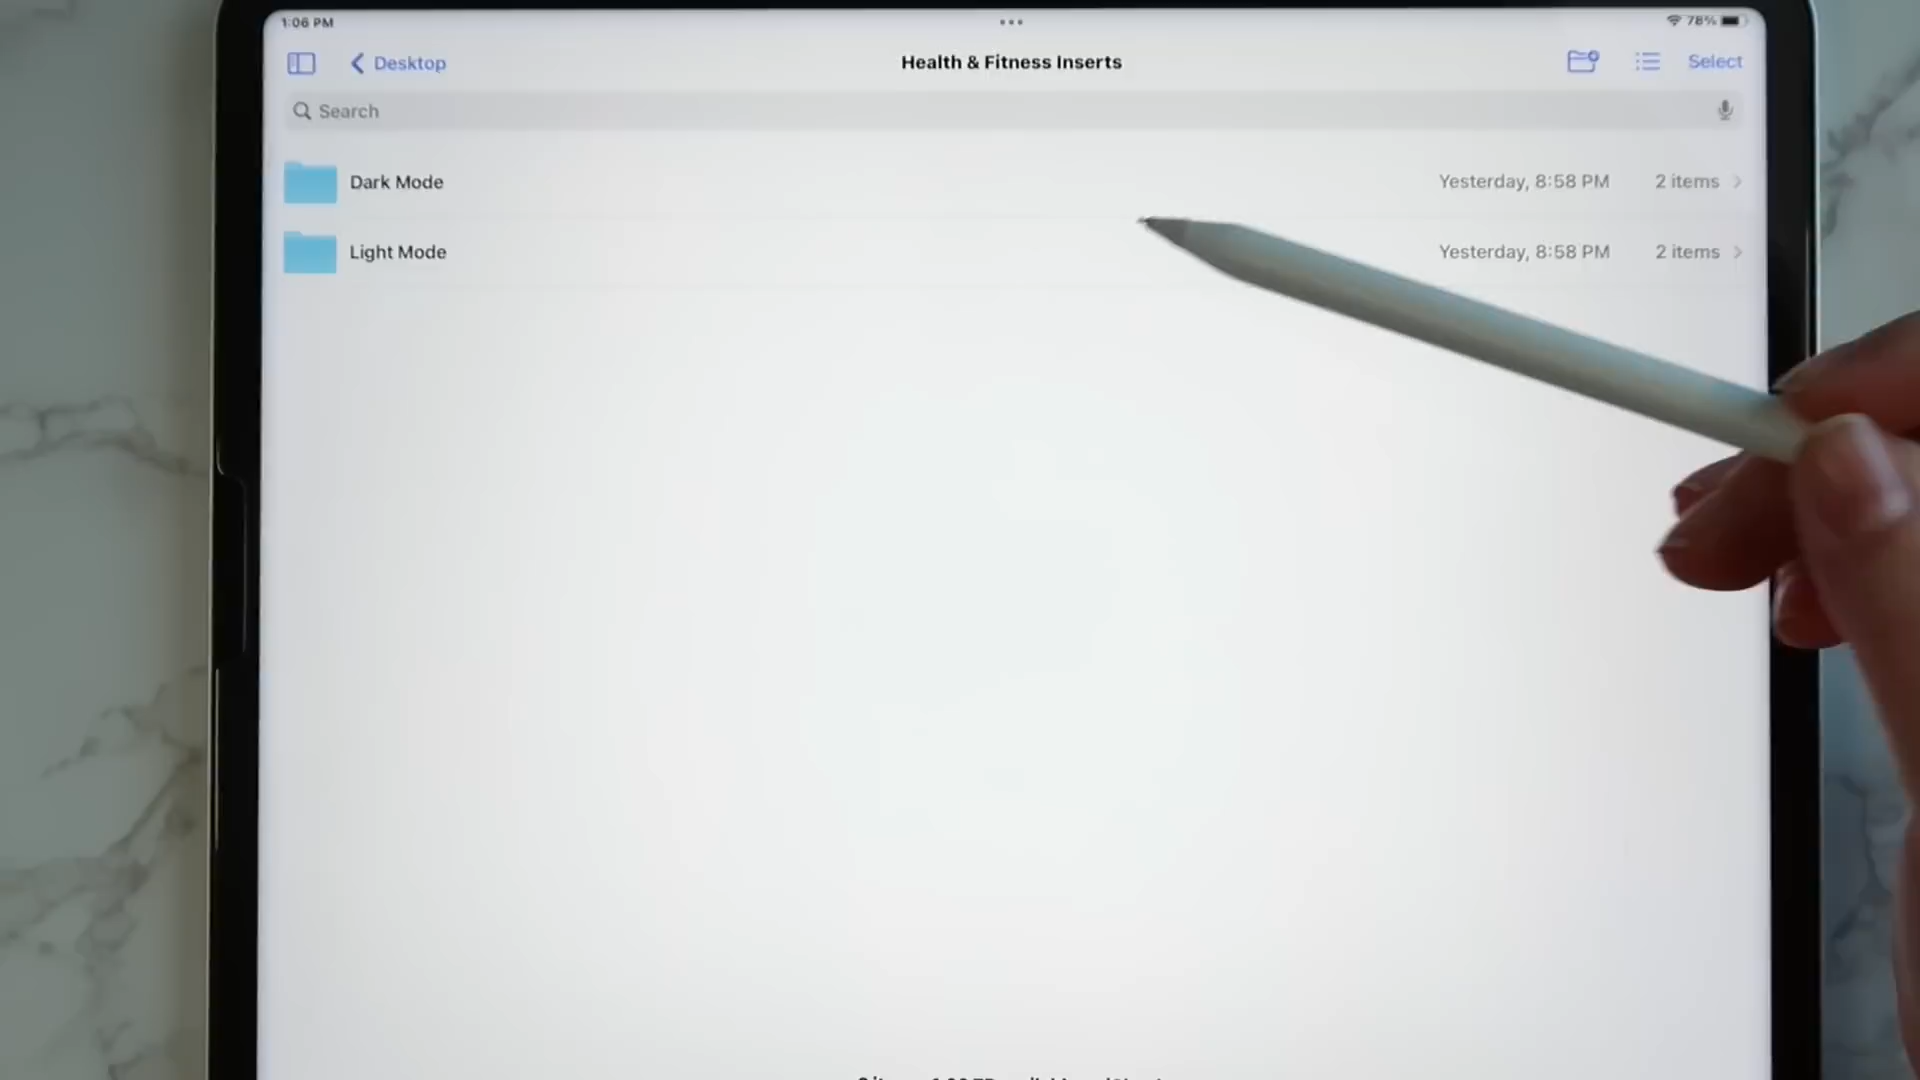 1:06 PM
78%
Desktop
Health & Fitness Inserts
Select
Search
Dark Mode
Yesterday, 8:58 PM
2 items
Light Mode
Yesterday, 8:58 PM
2 items